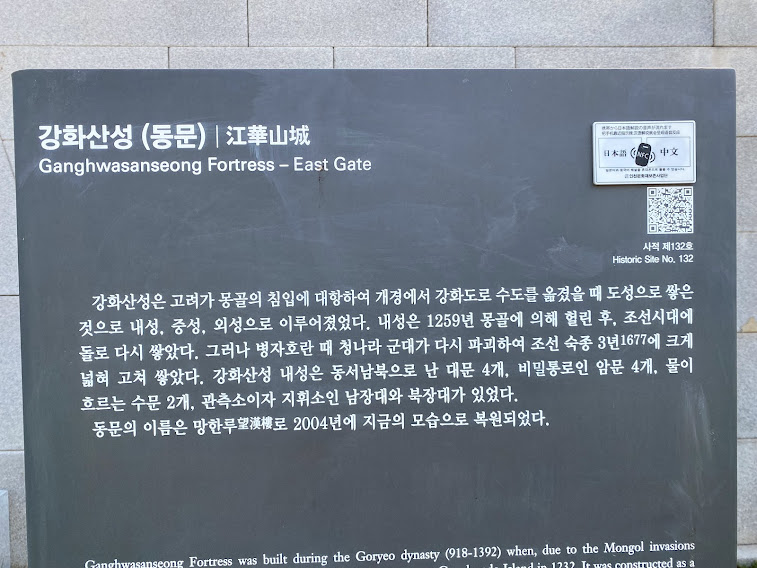 강화산성 (동문) | 江華山城
Ganghwasanseong Fortress – East Gate
日本語 NFC 中文
사적 제132호
Historic Site No. 132
강화산성은 고려가 몽골의 침입에 대항하여 개경에서 강화도로 수도를 옮겼을 때 도성으로 쌓은
것으로 내성, 중성, 외성으로 이루어졌었다. 내성은 1259년 몽골에 의해 헐린 후, 조선시대에
돌로 다시 쌓았다. 그러나 병자호란 때 청나라 군대가 다시 파괴하여 조선 숙종 3년1677에 크게
넓혀 고쳐 쌓았다. 강화산성 내성은 동서남북으로 난 대문 4개, 비밀통로인 암문 4개, 물이
흐르는 수문 2개, 관측소이자 지휘소인 남장대와 북장대가 있었다.
동문의 이름은 망한루望漢樓로 2004년에 지금의 모습으로 복원되었다.
Ganghwasanseong Fortress was built during the Goryeo dynasty (918-1392) when, due to the Mongol invasions
Island in 1232. It was constructed as a